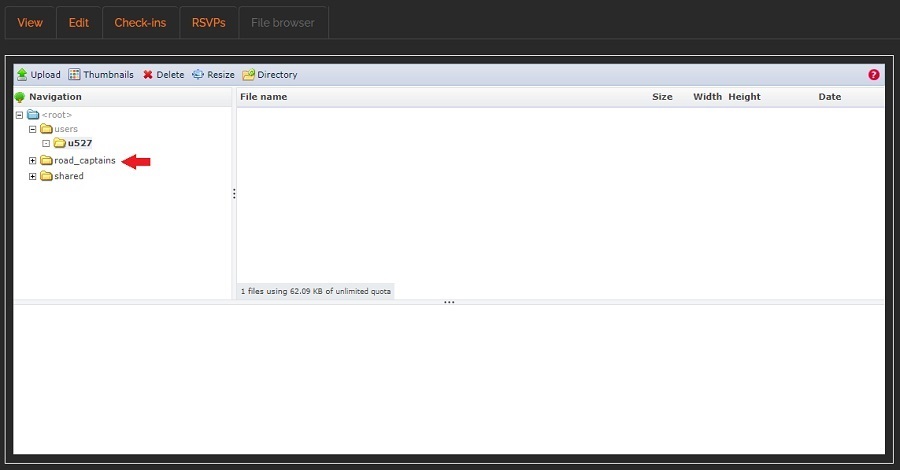 View Edit Check-ins RSVPs File browser
Upload Thumbnails Delete Resize Directory ?
Navigation File name Size Width Height Date
<root>
users
u527
road_captains
shared
1 files using 62.09 KB of unlimited quota